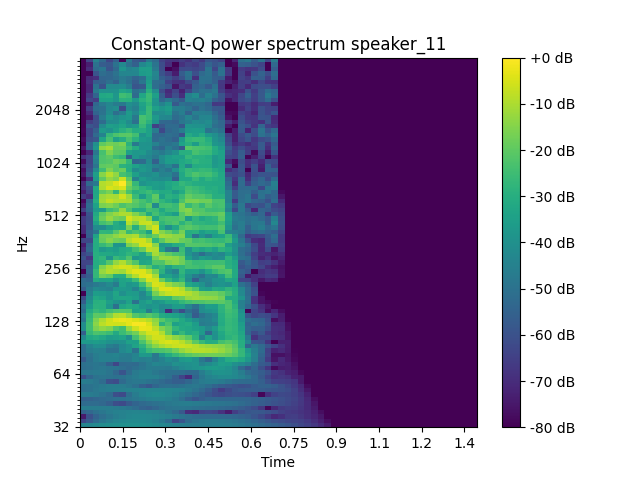 Constant-Q power spectrum speaker_11
Hz
2048
1024
512
256
128
64
32
0 0.15 0.3 0.45 0.6 0.75 0.9 1.1 1.2 1.4
Time
+0 dB
-10 dB
-20 dB
-30 dB
-40 dB
-50 dB
-60 dB
-70 dB
-80 dB